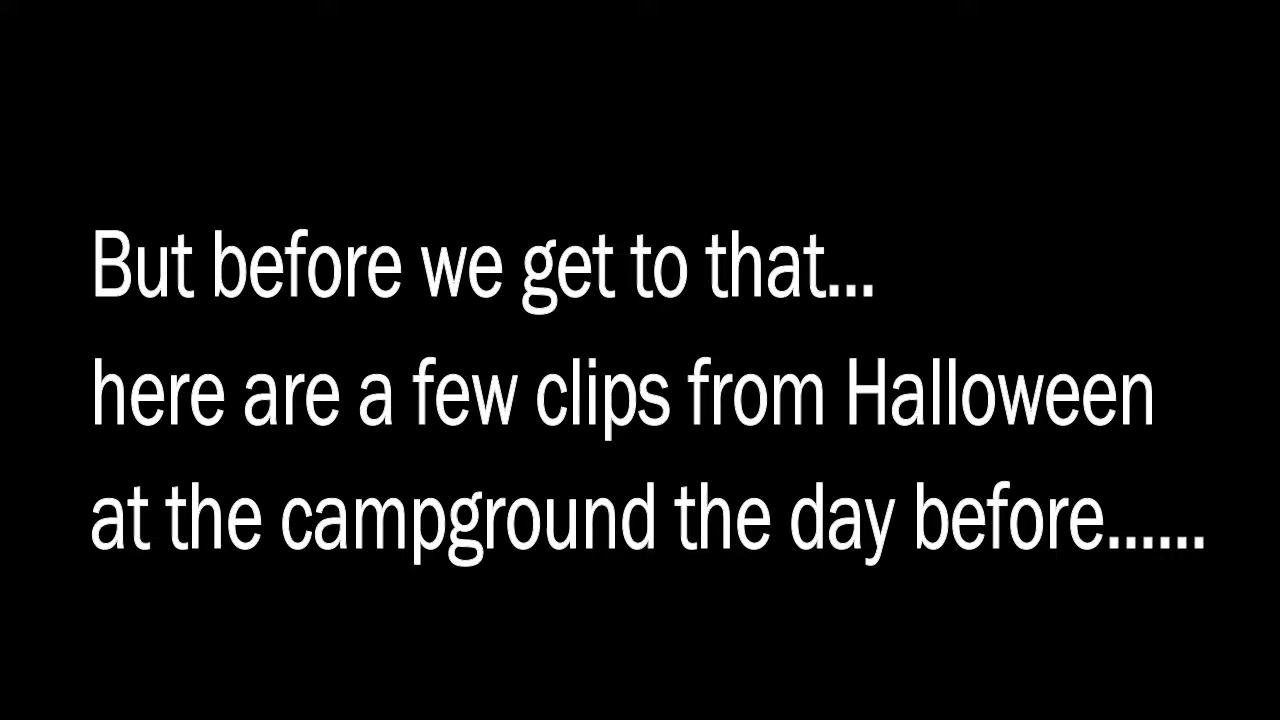 But before we get to that...
here are a few clips from Halloween
at the campground the day before......